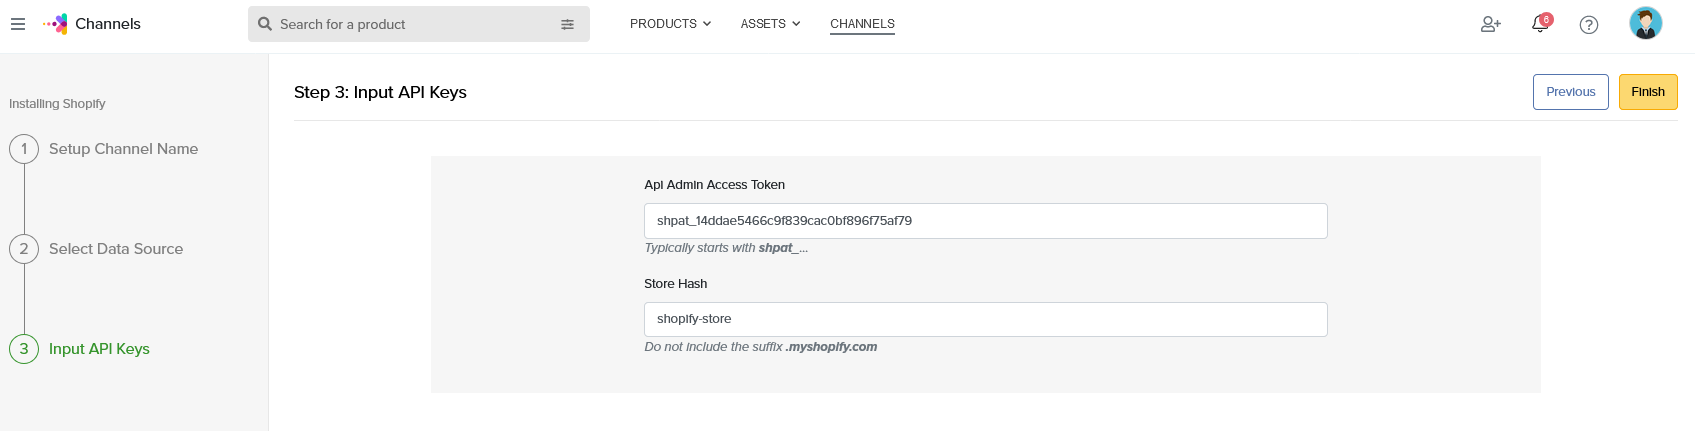 Channels
Search for a product
PRODUCTS
ASSETS
CHANNELS
6
Installing Shopify
1 Setup Channel Name
2 Select Data Source
3 Input API Keys
Step 3: Input API Keys
Previous
Finish
Api Admin Access Token
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
Typically starts with shpat_...
Store Hash
shopify-store
Do not include the suffix .myshopify.com